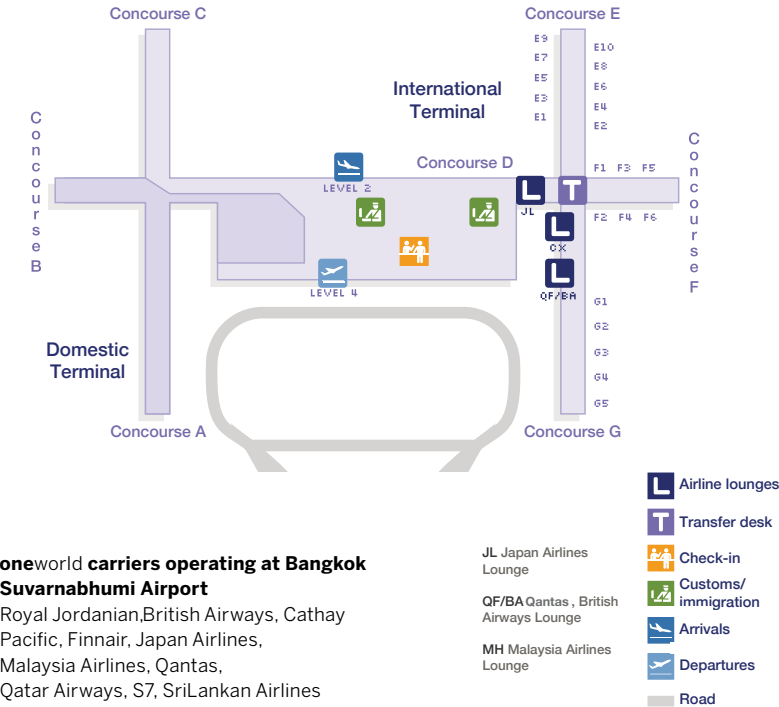 Concourse C
Concourse E
E9
E7
E5
E3
E1
E10
E8
E6
E4
E2
International
Terminal
Concourse B
Concourse D
Concourse F
F1 F3 F5
LEVEL 2
L
T
JL
F2 F4 F6
L
CX
L
QF/BA
LEVEL 4
G1
G2
G3
G4
G5
Domestic
Terminal
Concourse A
Concourse G
L Airline lounges
T Transfer desk
Check-in
Customs/
immigration
Arrivals
Departures
Road
oneworld carriers operating at Bangkok
Suvarnabhumi Airport
Royal Jordanian,British Airways, Cathay
Pacific, Finnair, Japan Airlines,
Malaysia Airlines, Qantas,
Qatar Airways, S7, SriLankan Airlines
JL Japan Airlines
Lounge
QF/BA Qantas , British
Airways Lounge
MH Malaysia Airlines
Lounge